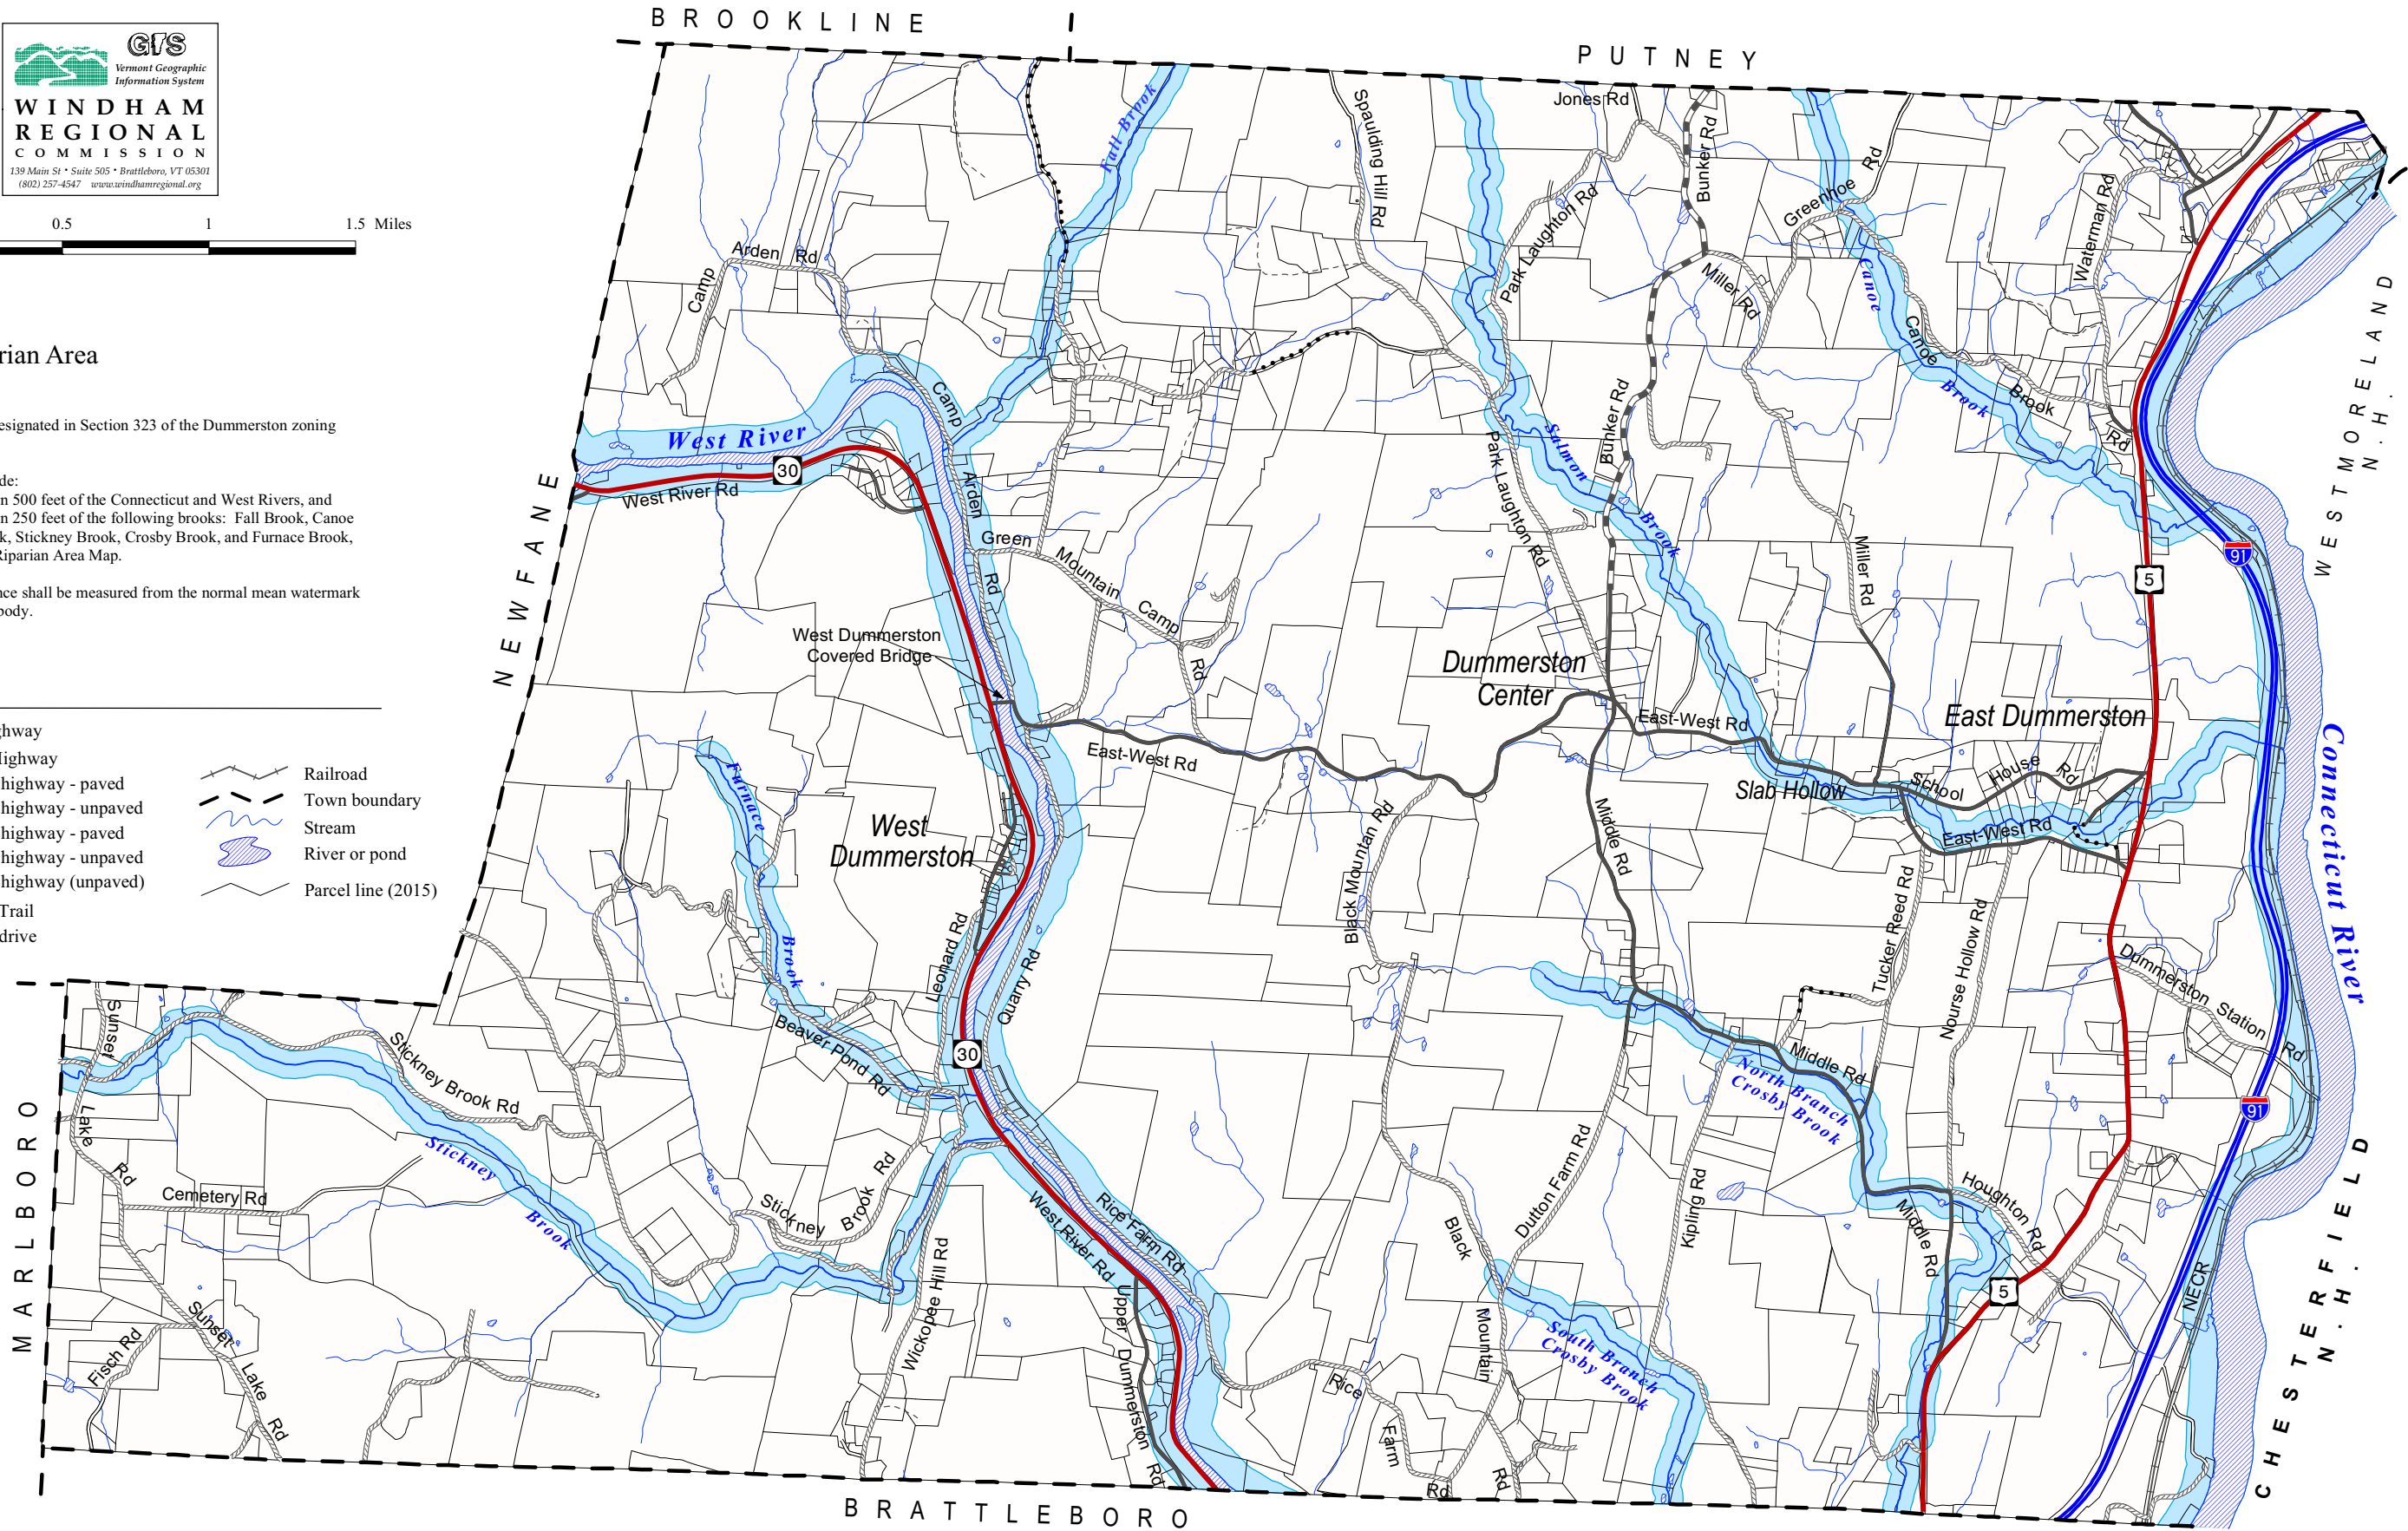 BROOKLINE
PUTNEY
GIS
Vermont Geographic
Information System
WINDHAM
REGIONAL
COMMISSION
139 Main St • Suite 505 • Brattleboro, VT 05301
(802) 257-4547 www.windhamregional.org
0.5 1 1.5 Miles
rian Area
esignated in Section 323 of the Dummerston zoning
de:
n 500 feet of the Connecticut and West Rivers, and
n 250 feet of the following brooks: Fall Brook, Canoe
k, Stickney Brook, Crosby Brook, and Furnace Brook,
Riparian Area Map.
nce shall be measured from the normal mean watermark
body.
ghway
Highway
highway - paved
highway - unpaved
highway - paved
highway - unpaved
highway (unpaved)
Trail
drive
Railroad
Town boundary
Stream
River or pond
Parcel line (2015)
Fall Brook
Spaulding Hill Rd
Jones Rd
Bunker Rd
Park Laughton Rd
Greenhoe Rd
Miller Rd
Waterman Rd
Canoe
Brook
Canoe
Brook
Rd
Camp
Arden Rd
Camp
Arden
Rd
West River
30
West River Rd
NEWFANE
Green
Mountain
Camp
Rd
West Dummerston
Covered Bridge
Salmon
Brook
Bunker Rd
Park Laughton Rd
Miller Rd
WESTMORELAND
N.H.
91
5
Dummerston
Center
East-West Rd
East-West Rd
East Dummerston
Slab Hollow
School House Rd
East-West Rd
Connecticut River
Furnace
Brook
West
Dummerston
Leonard Rd
Quarry Rd
Black Mountain Rd
Middle Rd
Tucker Reed Rd
Nourse Hollow Rd
Dummerston Station Rd
Sunset
Lake
Rd
Stickney Brook Rd
Stickney
Brook
Beaver Pond Rd
30
Middle Rd
North Branch
Crosby Brook
91
MARLBORO
Cemetery Rd
Stickney
Brook Rd
Rice Farm Rd
West River Rd
Wickopee Hill Rd
Upper
Dummerston
Rd
Black
Mountain
Rd
Dutton Farm Rd
Kipling Rd
Houghton Rd
Middle Rd
5
NECR
Fisch Rd
Sunset
Lake
Rd
Rice
Farm
Rd
South Branch
Crosby Brook
CHESTERFIELD
N.H.
BRATTLEBORO